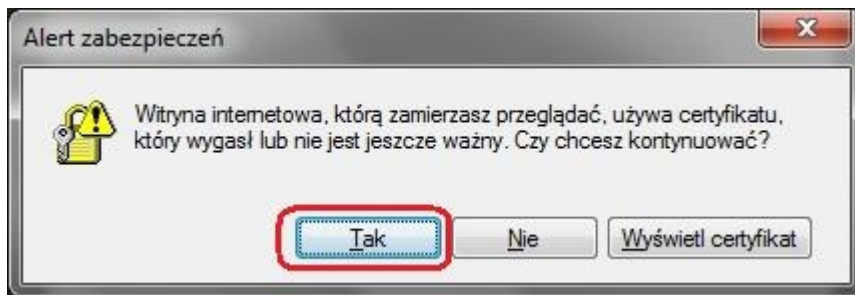 Alert zabezpieczeń
Witryna internetowa, którą zamierzasz przeglądać, używa certyfikatu,
który wygasł lub nie jest jeszcze ważny. Czy chcesz kontynuować?
Tak Nie Wyświetl certyfikat